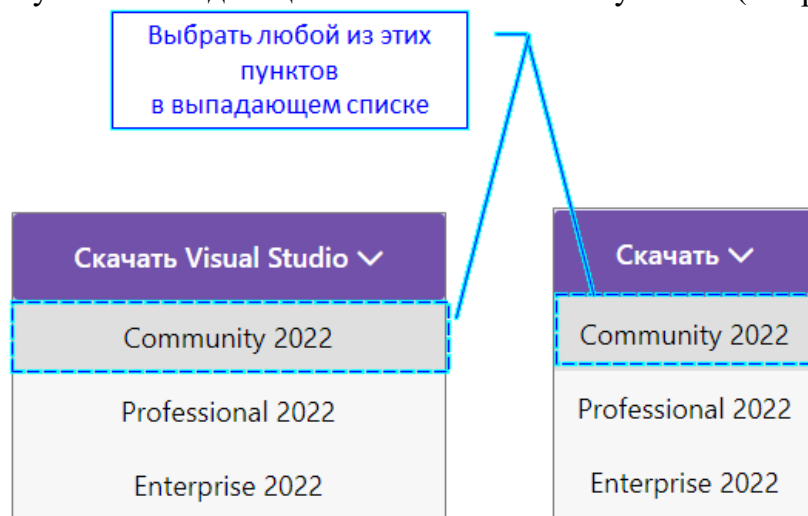 Выбрать любой из этих
пунктов
в выпадающем списке
Скачать Visual Studio
Community 2022
Professional 2022
Enterprise 2022
Скачать
Community 2022
Professional 2022
Enterprise 2022